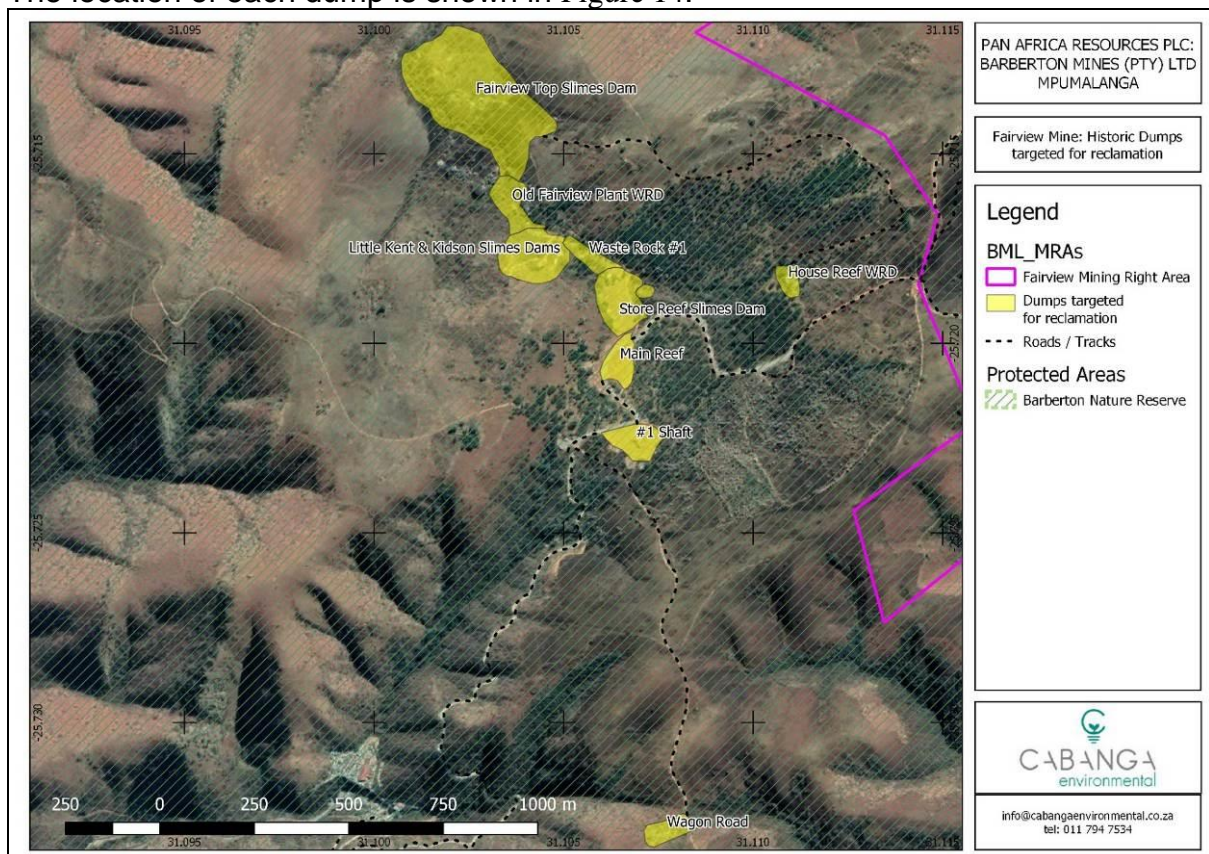 The location of each dump is shown in Figure 14.
31.095
31.100
31.105
31.110
31.115
Fairview Top Slimes Dam
-25.715
-25.715
Old Fairview Plant WRD
Little Kent & Kidson Slimes Dams
Waste Rock #1
House Reef WRD
Store Reef Slimes Dam
-25.720
-25.720
Main Reef
#1 Shaft
-25.725
-25.730
250 0 250 500 750 1000 m
Wagon Road
31.095
31.100
31.105
31.110
31.115
PAN AFRICA RESOURCES PLC:
BARBERTON MINES (PTY) LTD
MPUMALANGA
Fairview Mine: Historic Dumps
targeted for reclamation
Legend
BML_MRAs
Fairview Mining Right Area
Dumps targeted
for reclamation
Roads / Tracks
Protected Areas
Barberton Nature Reserve
CABANGA
environmental
info@cabangaenvironmental.co.za
tel: 011 794 7534